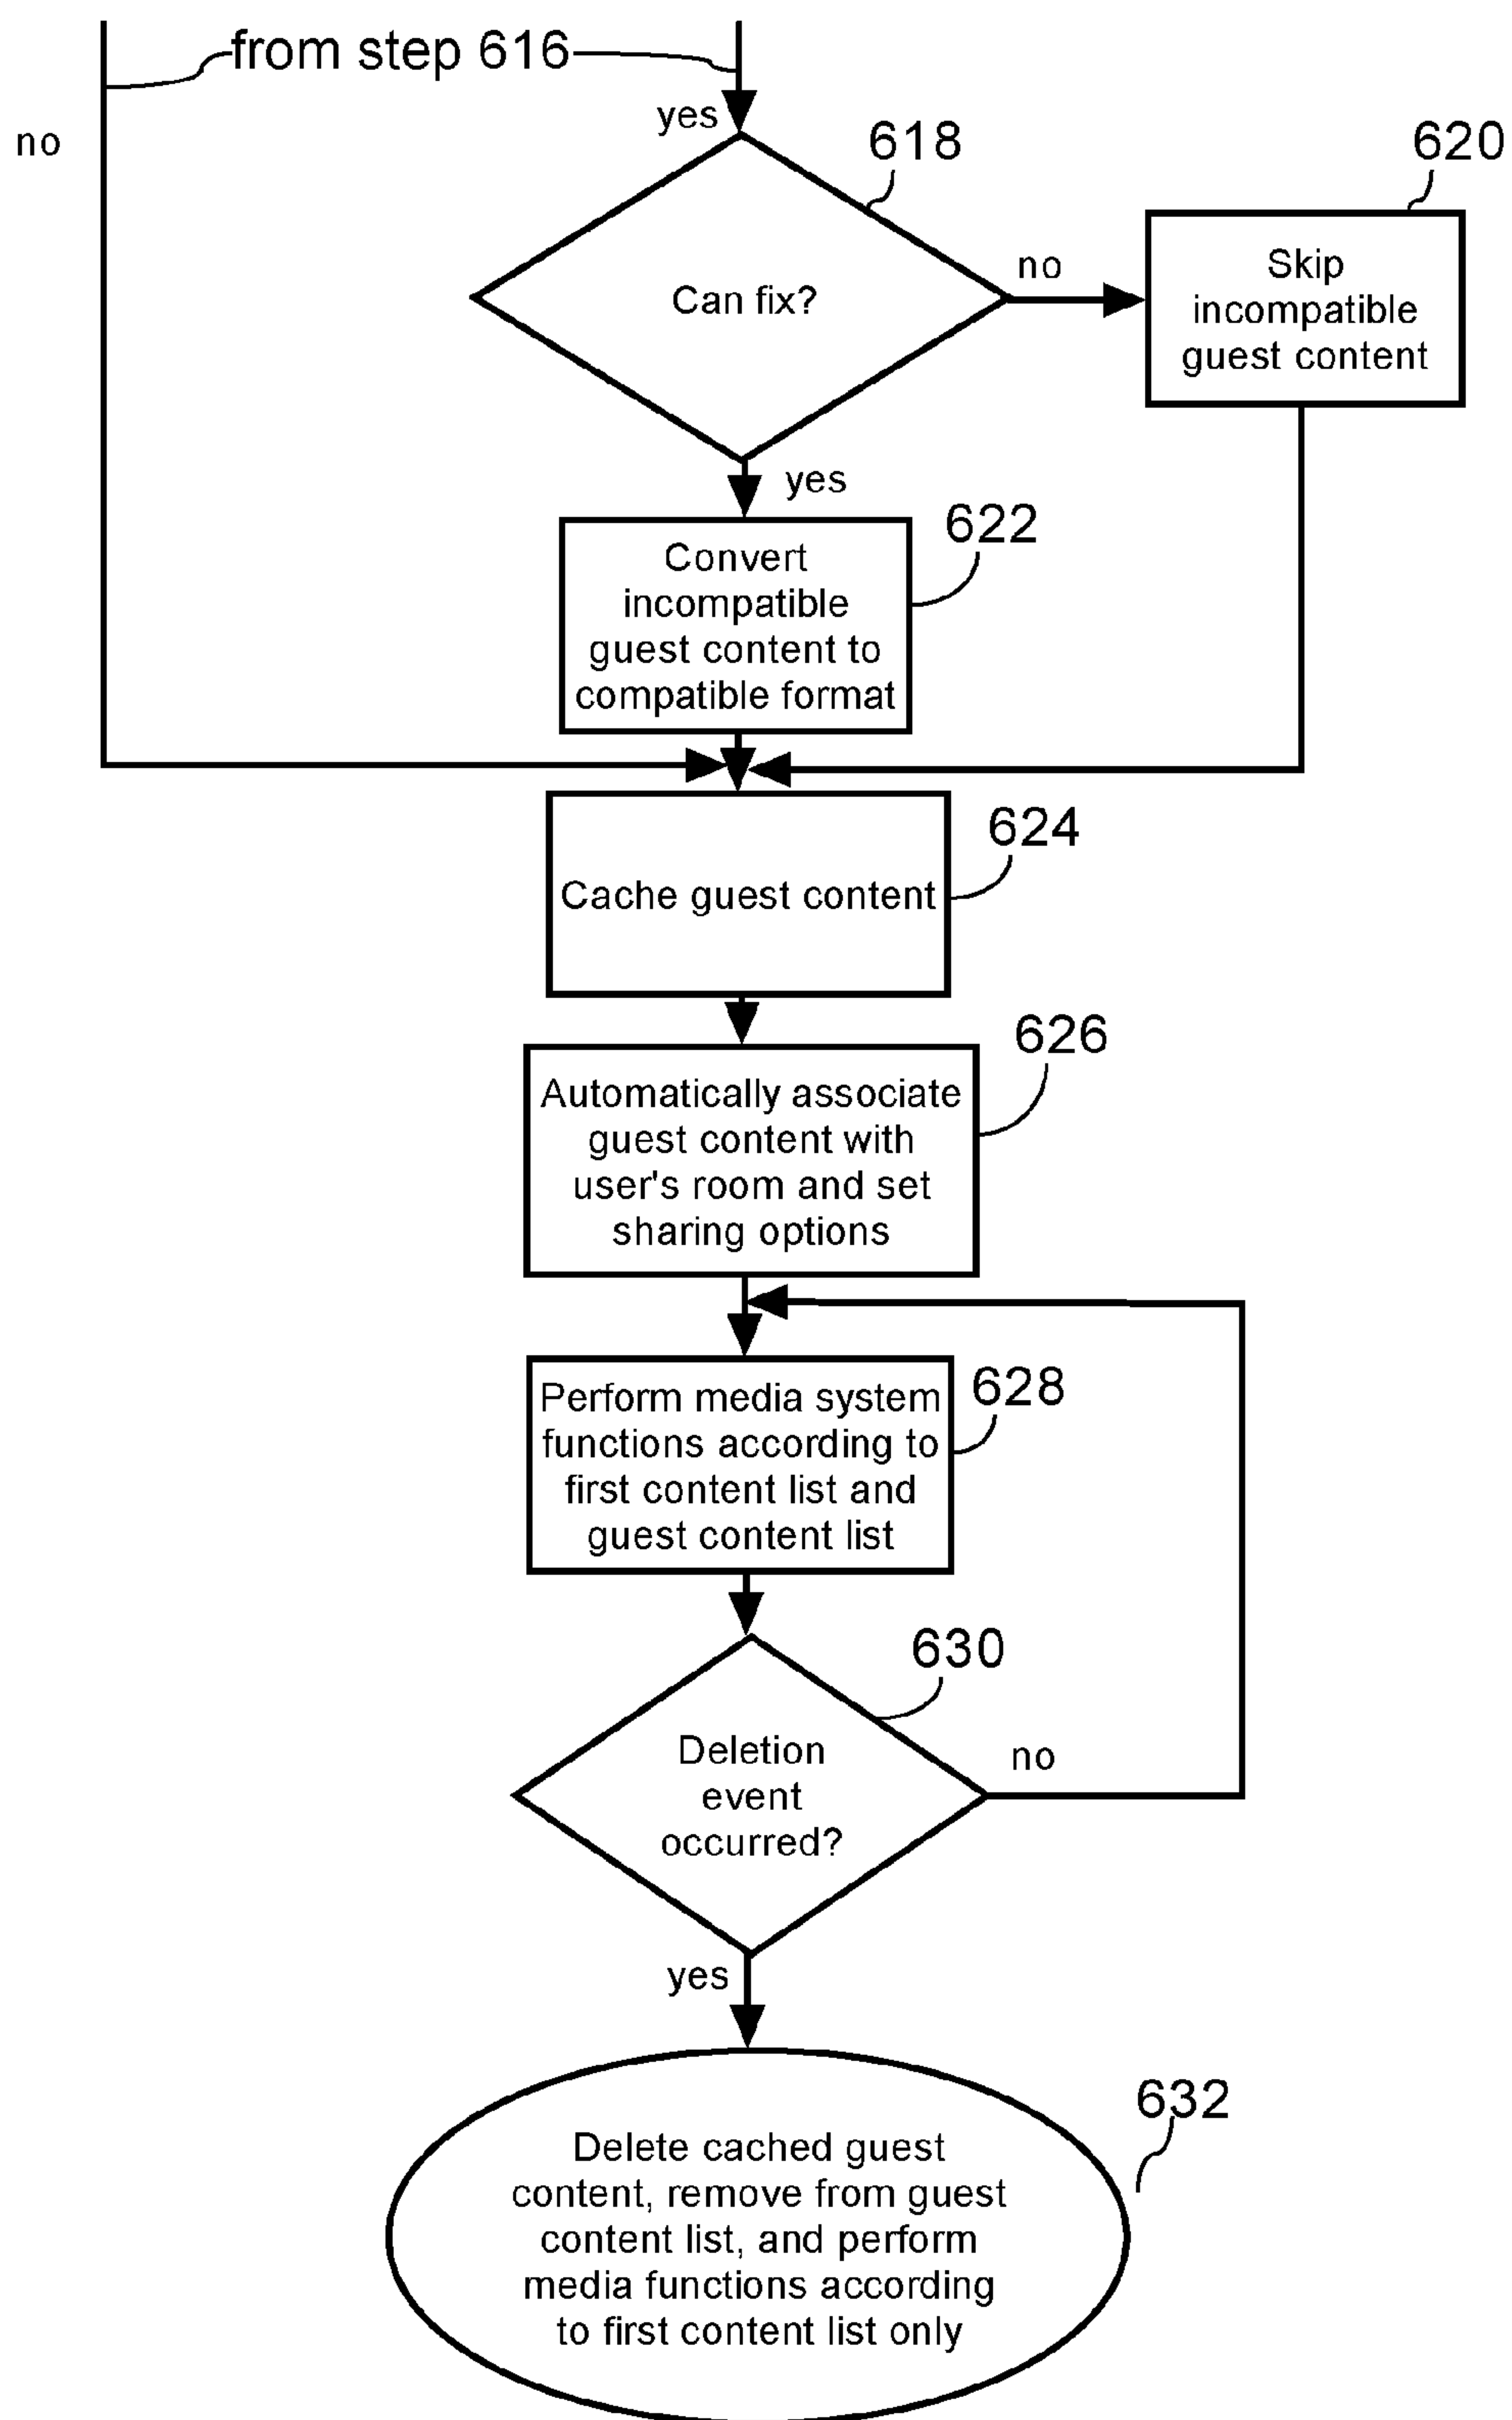 from step 616
no
yes
618
620
Can fix?
no
Skip
incompatible
guest content
yes
622
Convert
incompatible
guest content to
compatible format
624
Cache guest content
626
Automatically associate
guest content with
user's room and set
sharing options
628
Perform media system
functions according to
first content list and
guest content list
630
Deletion
event
occurred?
no
yes
632
Delete cached guest
content, remove from guest
content list, and perform
media functions according
to first content list only